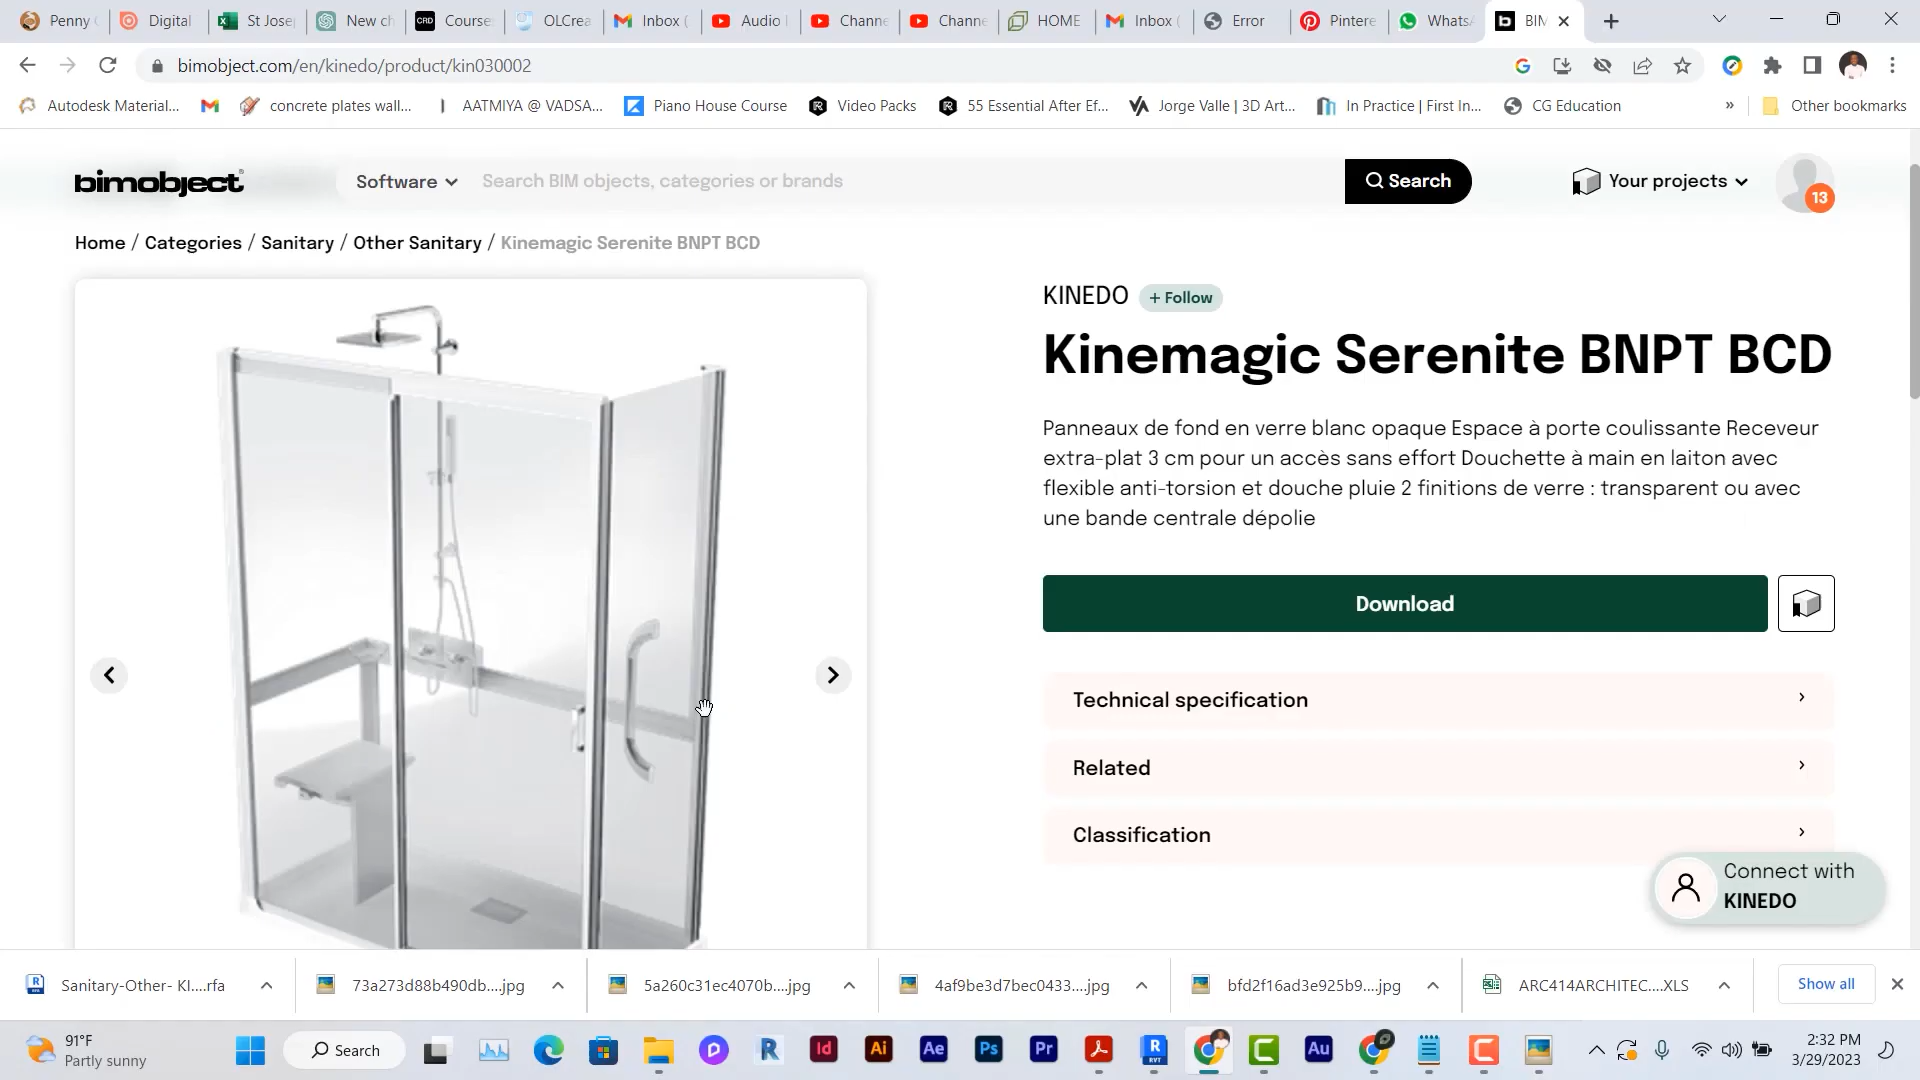 Penny
Digital
St Jose
New ch
CRD
Course
OLCrea
Inbox (
Audio
Channe
Channe
HOME
Inbox (
Error
Pintere
WhatsA
BIM
bimobject.com/en/kinedo/product/kin030002
Autodesk Material...
concrete plates wall...
AATMIYA @ VADSA...
Piano House Course
Video Packs
55 Essential After Ef...
Jorge Valle | 3D Art...
In Practice | First In...
CG Education
»
Other bookmarks
bimobject®
Software
Search BIM objects, categories or brands
Search
Your projects
13
Home / Categories / Sanitary / Other Sanitary / Kinemagic Serenite BNPT BCD
KINEDO
+ Follow
Kinemagic Serenite BNPT BCD
Panneaux de fond en verre blanc opaque Espace à porte coulissante Receveur
extra-plat 3 cm pour un accès sans effort Douchette à main en laiton avec
flexible anti-torsion et douche pluie 2 finitions de verre : transparent ou avec
une bande centrale dépolie
Download
Technical specification
Related
Classification
Connect with
KINEDO
Sanitary-Other- KI....rfa
73a273d88b490db....jpg
5a260c31ec4070b....jpg
4af9be3d7bec0433....jpg
bfd2f16ad3e925b9....jpg
ARC414ARCHITEC....XLS
Show all
91°F
Partly sunny
Search
2:32 PM
3/29/2023